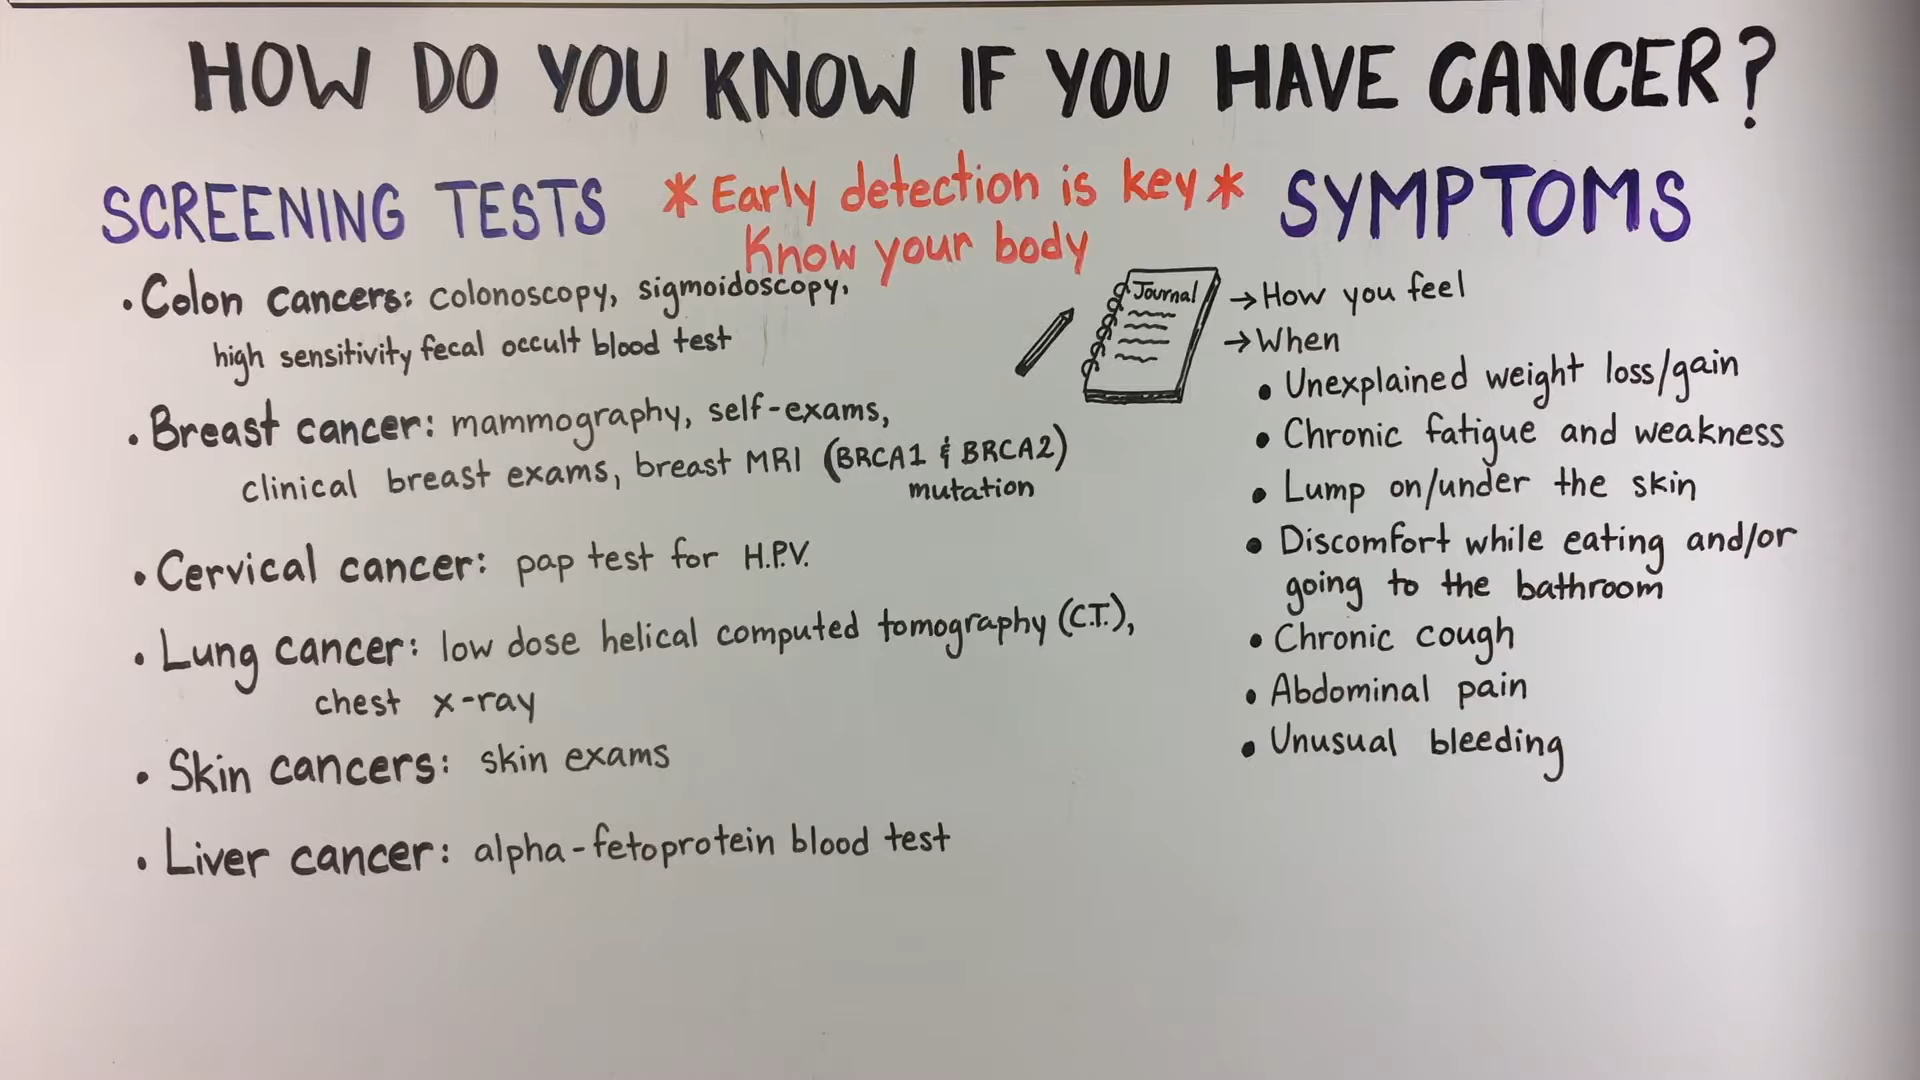 HOW DO YOU KNOW IF YOU HAVE CANCER?
*Early detection is key*
Know your body
SCREENING TESTS
• Colon cancers: colonoscopy, sigmoidoscopy,
high sensitivity fecal occult blood test
• Breast cancer: mammography, self-exams,
clinical breast exams, breast MRI (BRCA1 & BRCA2)
mutation
• Cervical cancer: pap test for H.P.V.
• Lung cancer: low dose helical computed tomography (C.T.),
chest x-ray
• Skin cancers: skin exams
• Liver cancer: alpha-fetoprotein blood test
SYMPTOMS
Journal
→ How you feel
→ When
• Unexplained weight loss/gain
• Chronic fatigue and weakness
• Lump on/under the skin
• Discomfort while eating and/or
going to the bathroom
• Chronic cough
• Abdominal pain
• Unusual bleeding